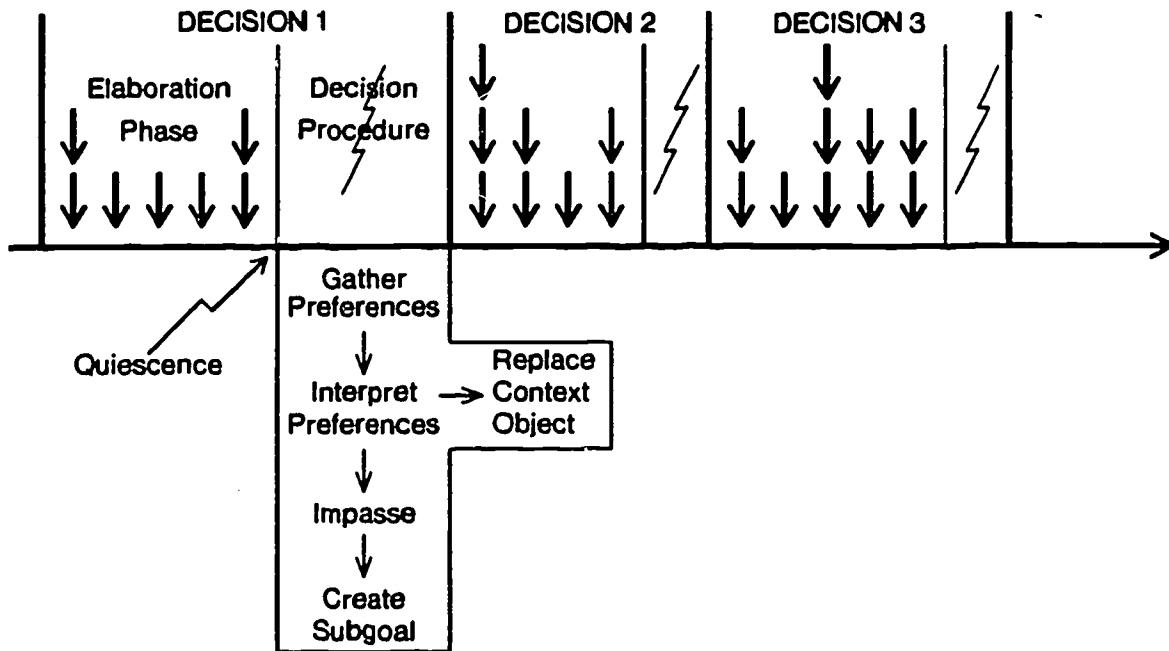 DECISION 1
DECISION 2
DECISION 3
Elaboration
Phase
Decision
Procedure
Quiescence
Gather
Preferences
Interpret
Preferences
Replace
Context
Object
Impasse
Create
Subgoal